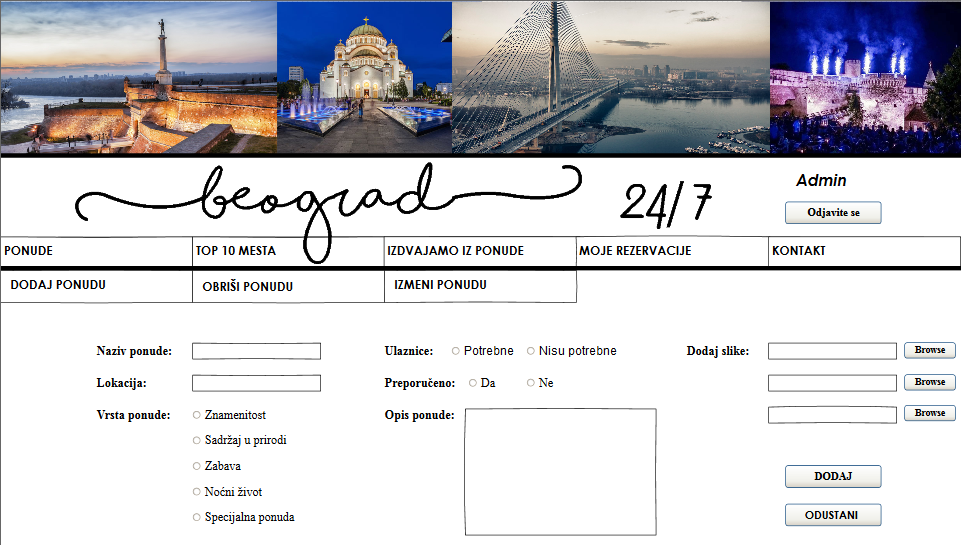 beograd 24/7
Admin
Odjavite se
PONUDE TOP 10 MESTA IZDVAJAMO IZ PONUDE MOJE REZERVACIJE KONTAKT
DODAJ PONUDU OBRIŠI PONUDU IZMENI PONUDU
Naziv ponude: Ulaznice: Potrebne Nisu potrebne Dodaj slike: Browse
Lokacija: Preporučeno: Da Ne Browse
Vrsta ponude: Znamenitost Opis ponude: Browse
Sadržaj u prirodi
Zabava
Noćni život
Specijalna ponuda
DODAJ
ODUSTANI